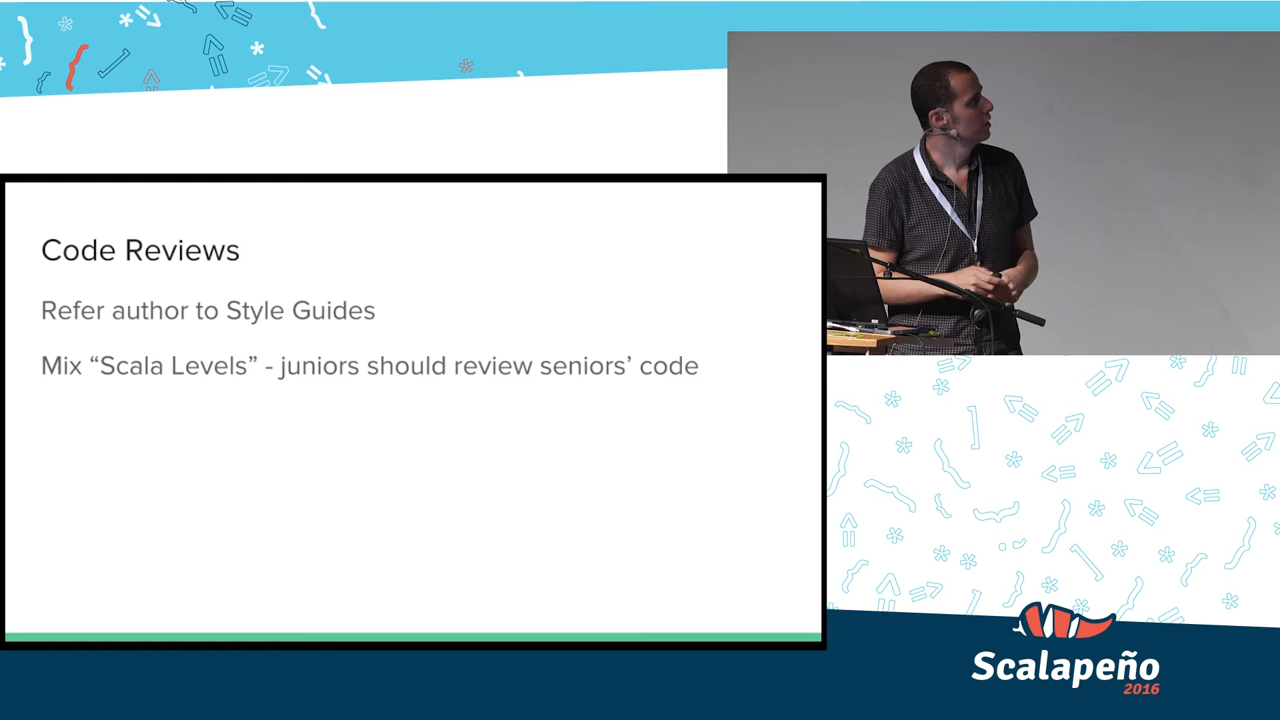 Code Reviews
Refer author to Style Guides
Mix “Scala Levels” - juniors should review seniors’ code
Scalapeño
2016